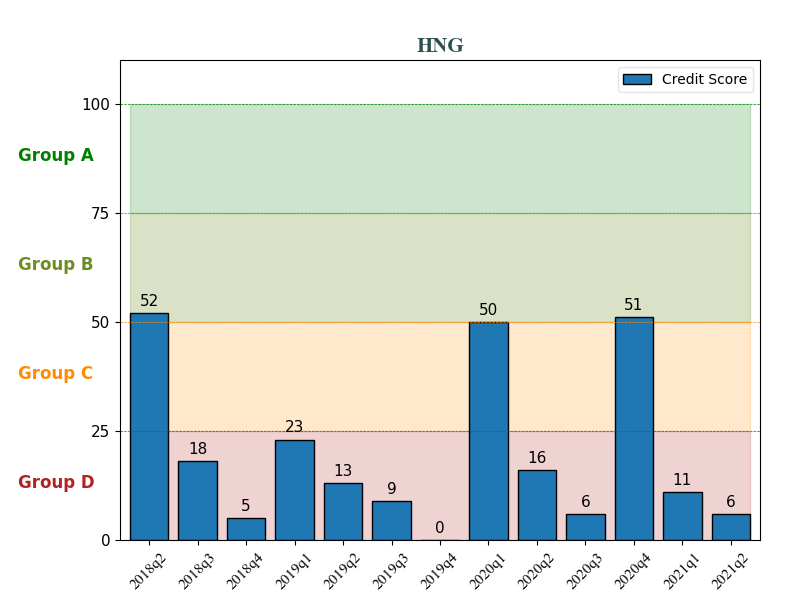 HNG
Credit Score
100
75
50
25
0
Group A
Group B
Group C
Group D
52
18
5
23
13
9
0
50
16
6
51
11
6
2018q2
2018q3
2018q4
2019q1
2019q2
2019q3
2019q4
2020q1
2020q2
2020q3
2020q4
2021q1
2021q2